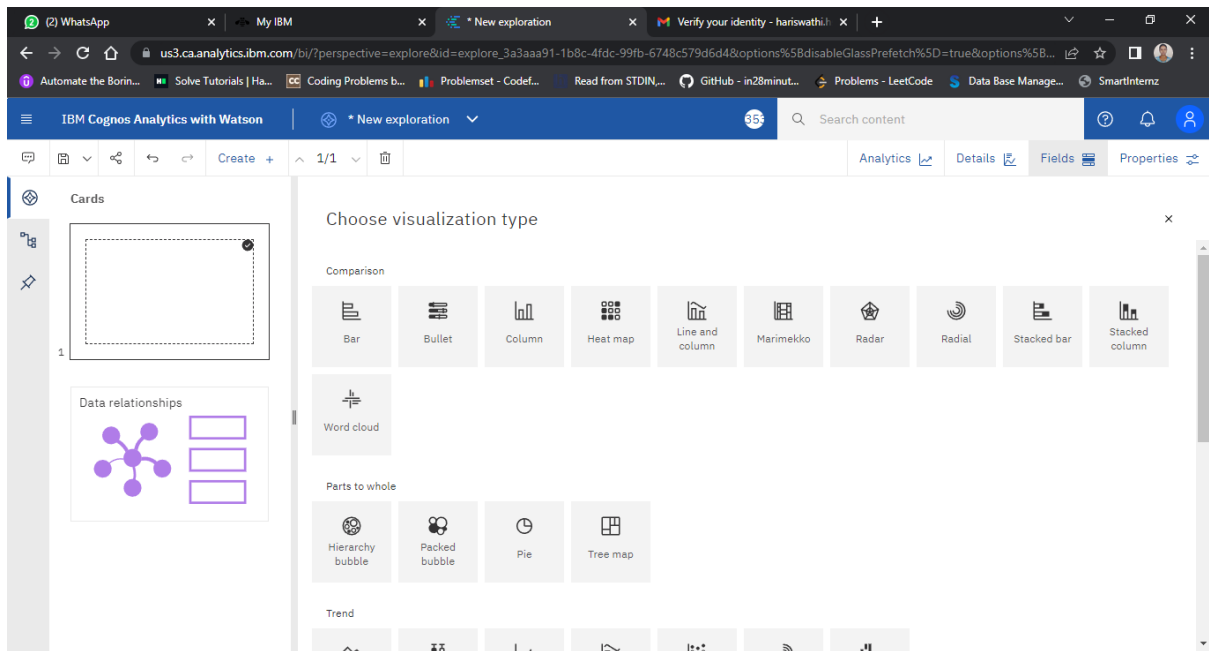 (2) WhatsApp
My IBM
* New exploration
Verify your identity - hariswathi.h
us3.ca.analytics.ibm.com/bi/?perspective=explore&id=explore_3a3aaa91-1b8c-4fdc-99fb-6748c579d6d4&options%5BdisableGlassPrefetch%5D=true&options%5B...
Automate the Borin...
Solve Tutorials | Ha...
Coding Problems b...
Problemset - Codef...
Read from STDIN,...
GitHub - in28minut...
Problems - LeetCode
Data Base Manage...
SmartInternz
IBM Cognos Analytics with Watson
* New exploration
353
Search content
Create +
1/1
Analytics
Details
Fields
Properties
Cards
1
Data relationships
Choose visualization type
Comparison
Bar
Bullet
Column
Heat map
Line and
column
Marimekko
Radar
Radial
Stacked bar
Stacked
column
Word cloud
Parts to whole
Hierarchy
bubble
Packed
bubble
Pie
Tree map
Trend